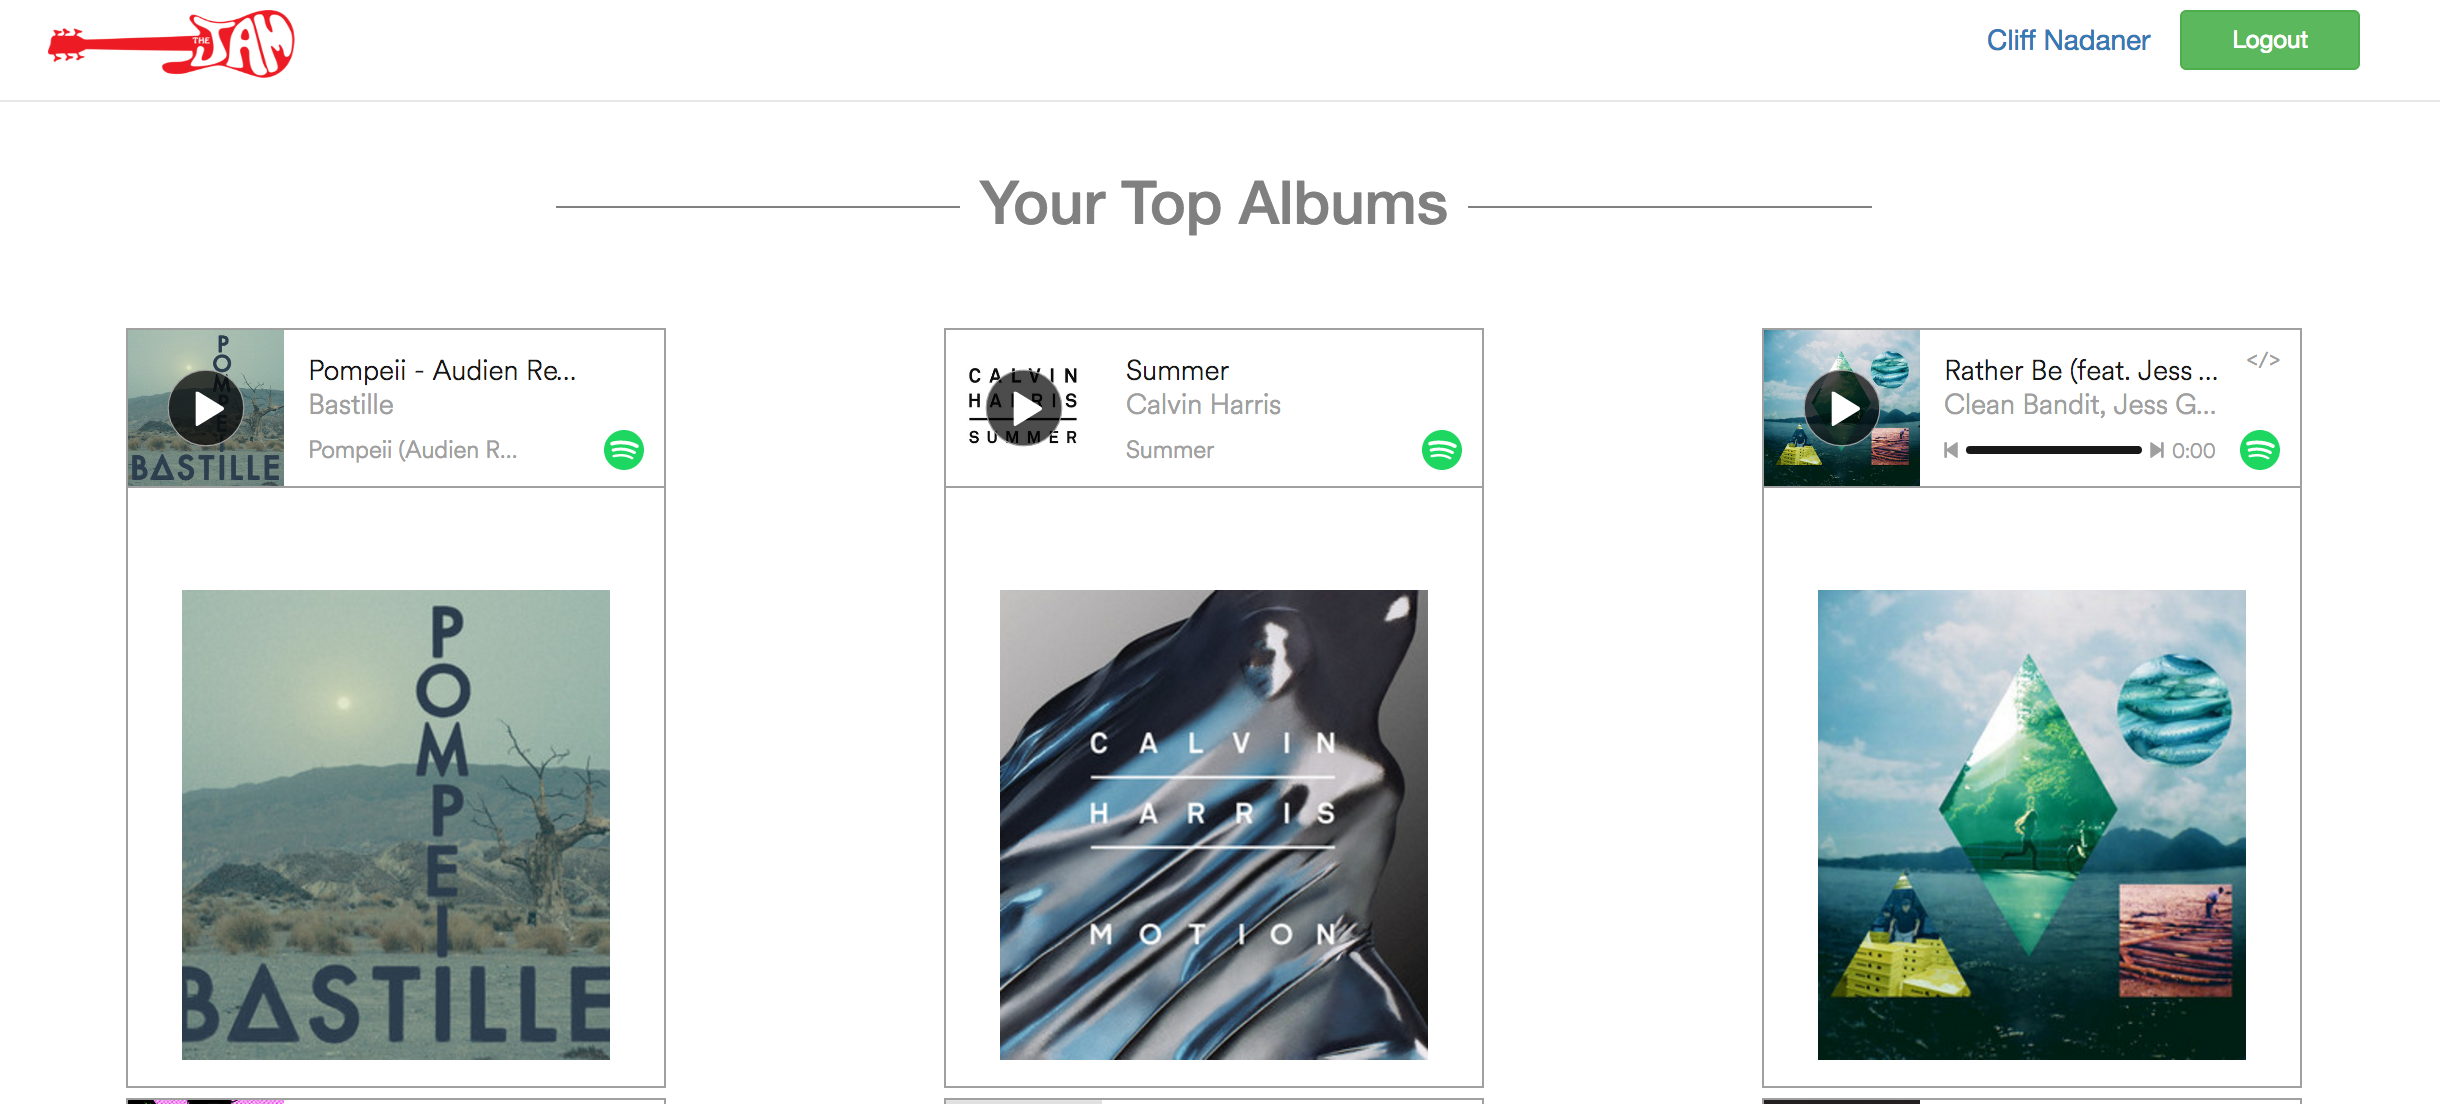 THE JAM
Cliff Nadaner
Logout
Your Top Albums
POMPEII
BASTILLE
Pompeii - Audien Re...
Bastille
Pompeii (Audien R...
CALVIN
HARRIS
SUMMER
Summer
Calvin Harris
Summer
Rather Be (feat. Jess ...
</>
Clean Bandit, Jess G...
0:00
POMPEII
BASTILLE
CALVIN
HARRIS
MOTION